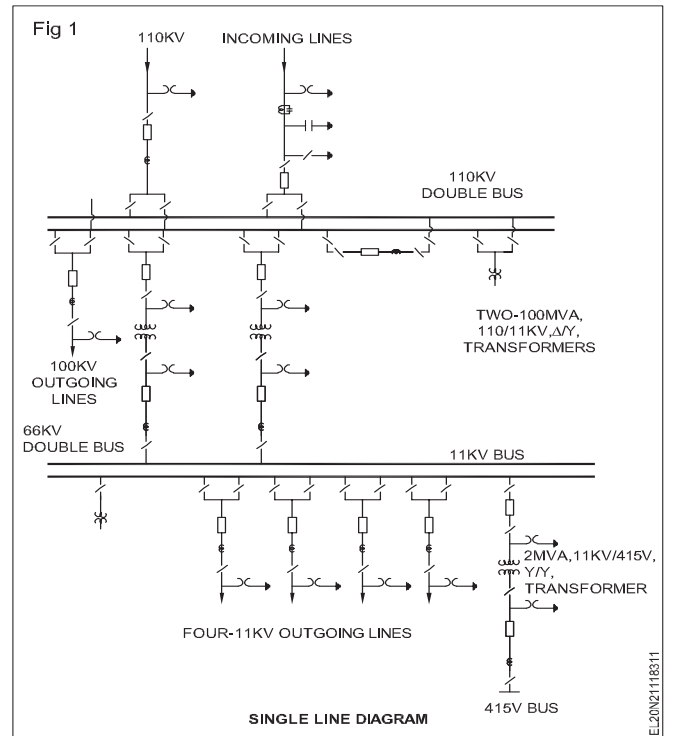 Fig 1
110KV
INCOMING LINES
110KV
DOUBLE BUS
TWO-100MVA,
110/11KV,Δ/Y,
TRANSFORMERS
100KV
OUTGOING
LINES
66KV
DOUBLE BUS
11KV BUS
2MVA,11KV/415V,
Y/Y,
TRANSFORMER
FOUR-11KV OUTGOING LINES
415V BUS
SINGLE LINE DIAGRAM
EL20N21118311